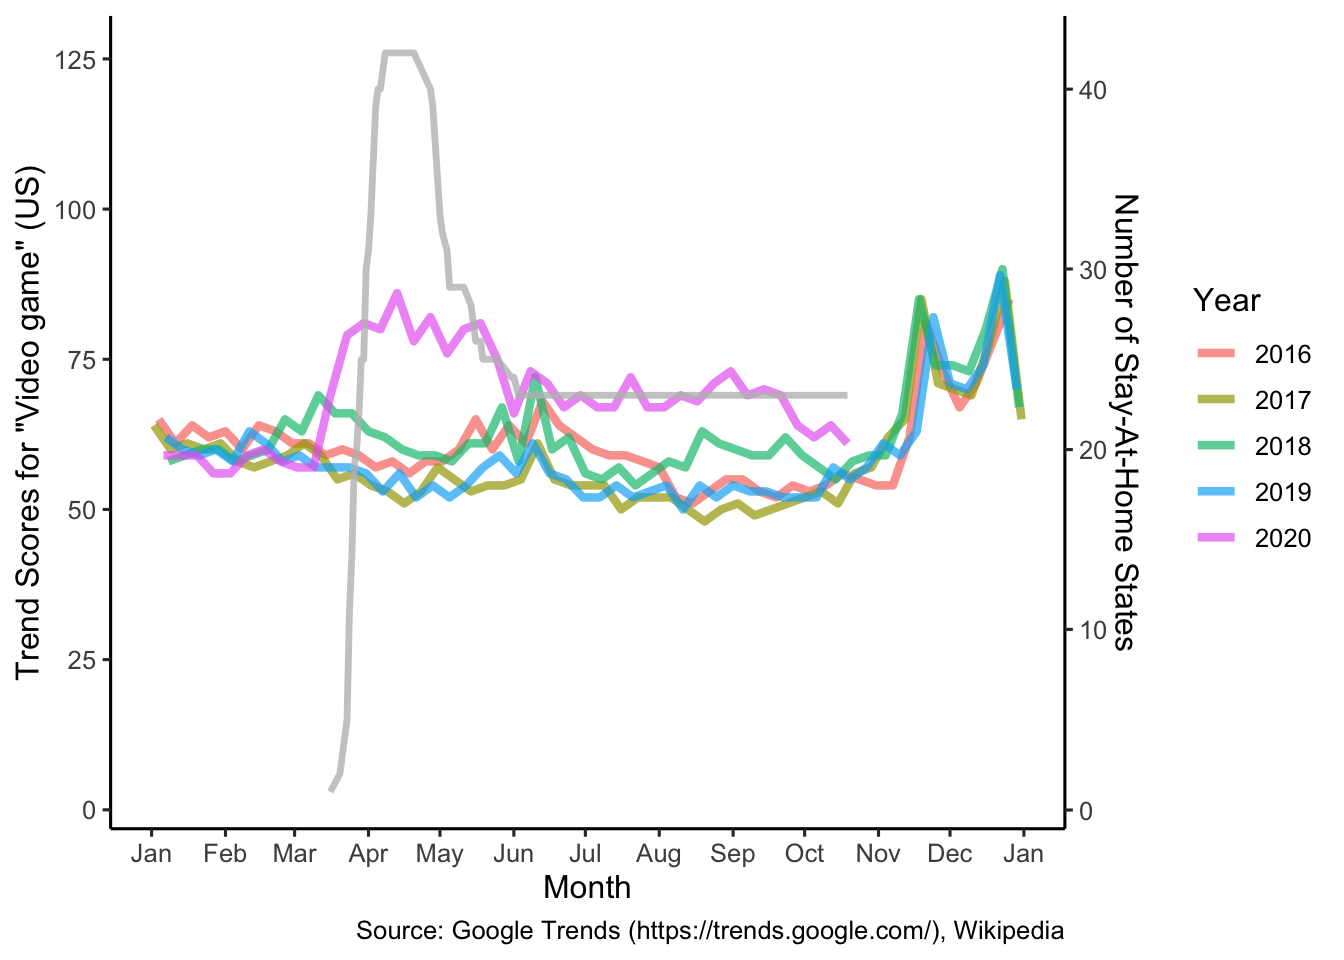 Trend Scores for "Video game" (US)
125
100
75
50
25
0
40
30
20
10
0
Number of Stay-At-Home States
Jan Feb Mar Apr May Jun Jul Aug Sep Oct Nov Dec Jan
Month
Year
2016
2017
2018
2019
2020
Source: Google Trends (https://trends.google.com/), Wikipedia